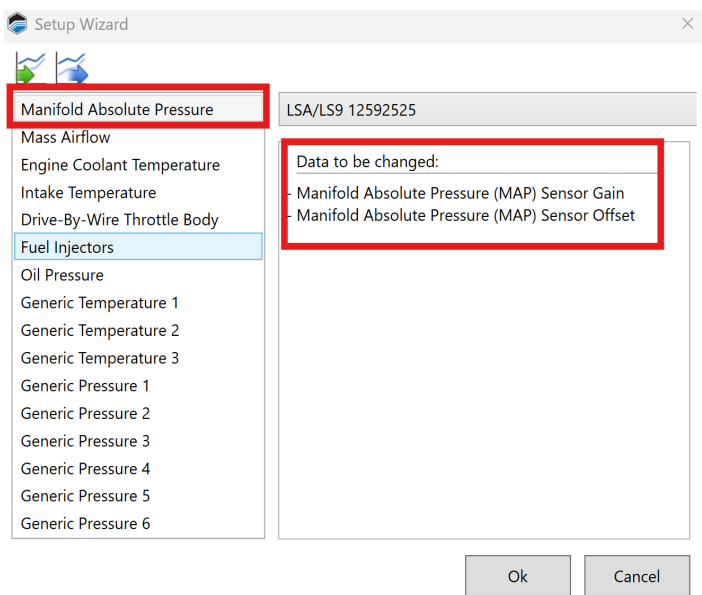 Setup Wizard
Manifold Absolute Pressure
Mass Airflow
Engine Coolant Temperature
Intake Temperature
Drive-By-Wire Throttle Body
Fuel Injectors
Oil Pressure
Generic Temperature 1
Generic Temperature 2
Generic Temperature 3
Generic Pressure 1
Generic Pressure 2
Generic Pressure 3
Generic Pressure 4
Generic Pressure 5
Generic Pressure 6
LSA/LS9 12592525
Data to be changed:
- Manifold Absolute Pressure (MAP) Sensor Gain
- Manifold Absolute Pressure (MAP) Sensor Offset
Ok
Cancel